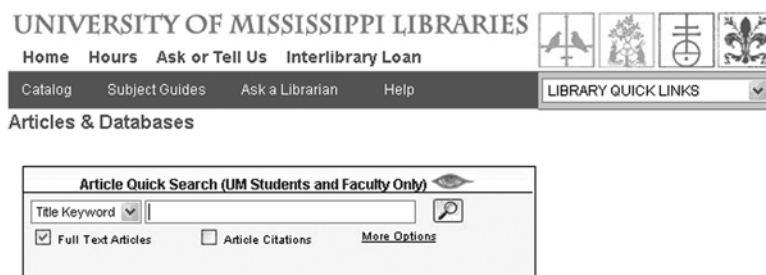 UNIVERSITY OF MISSISSIPPI LIBRARIES
Home Hours Ask or Tell Us Interlibrary Loan
Catalog Subject Guides Ask a Librarian Help LIBRARY QUICK LINKS
Articles & Databases
Article Quick Search (UM Students and Faculty Only)
Title Keyword
Full Text Articles Article Citations More Options